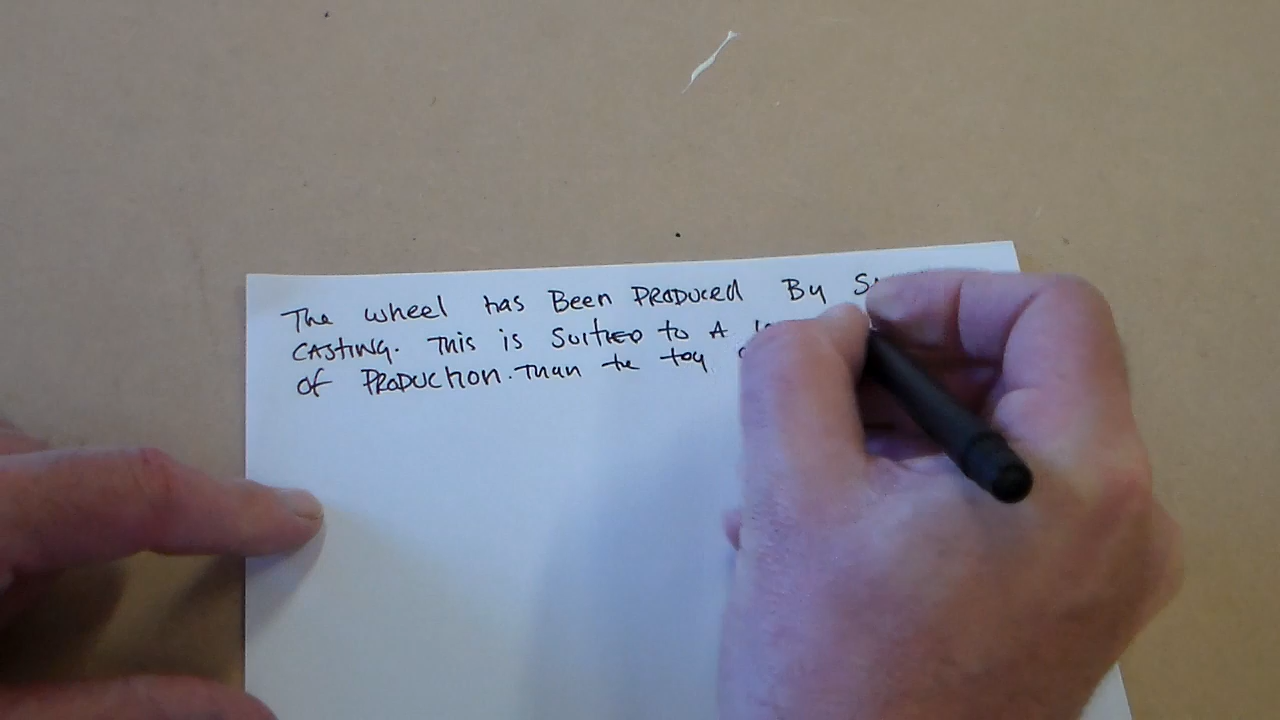 The wheel has Been PRODUCED By
CASTING. This is SUITED to A
OF PRODUCTION. Than the toy